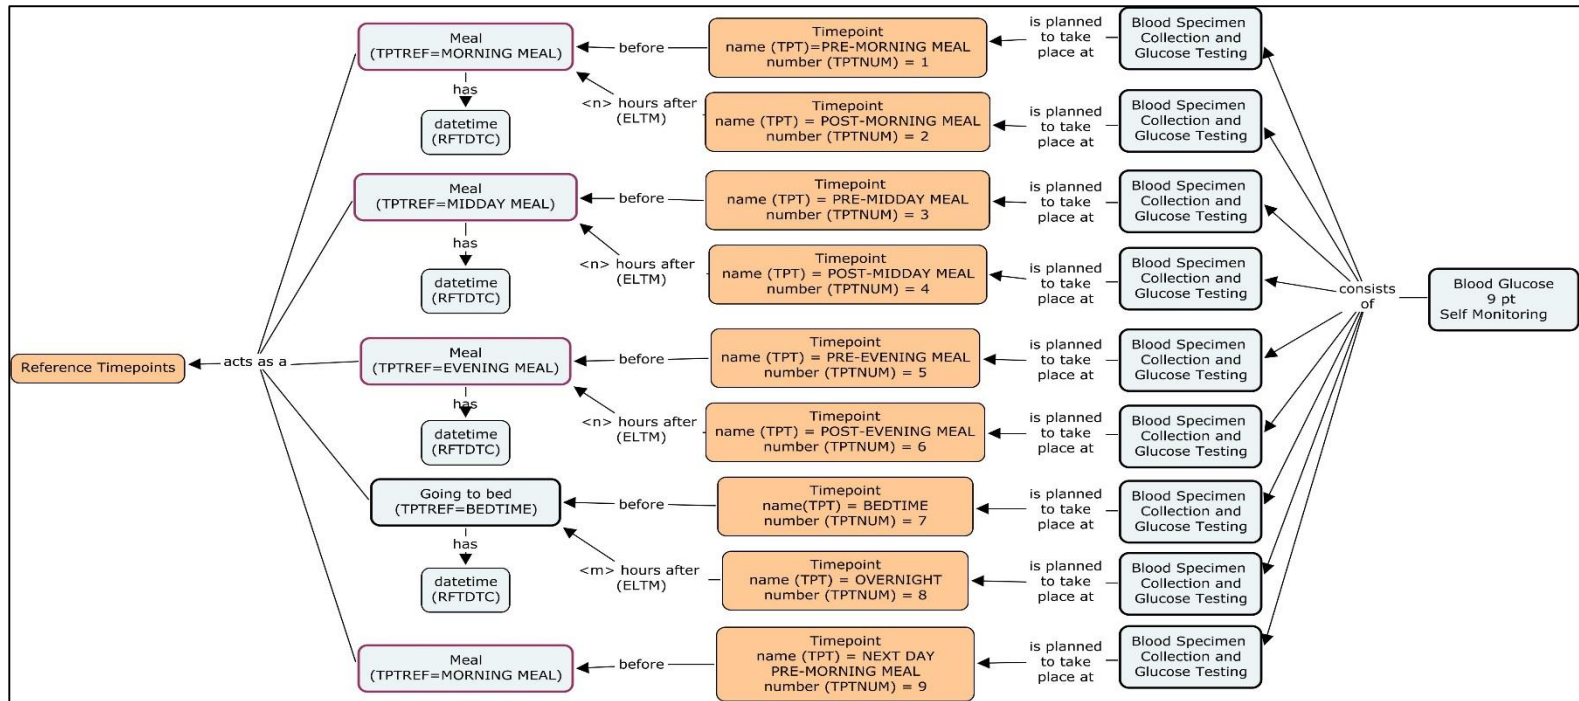 Meal
(TPTREF=MORNING MEAL)
before
Timepoint
name (TPT)=PRE-MORNING MEAL
number (TPTNUM) = 1
is planned
to take
place at
Blood Specimen
Collection and
Glucose Testing
has
datetime
(RFTDTC)
<n> hours after
(ELTM)
Timepoint
name (TPT) = POST-MORNING MEAL
number (TPTNUM) = 2
is planned
to take
place at
Blood Specimen
Collection and
Glucose Testing
Meal
(TPTREF=MIDDAY MEAL)
before
Timepoint
name (TPT) = PRE-MIDDAY MEAL
number (TPTNUM) = 3
is planned
to take
place at
Blood Specimen
Collection and
Glucose Testing
has
datetime
(RFTDTC)
<n> hours after
(ELTM)
Timepoint
name (TPT) = POST-MIDDAY MEAL
number (TPTNUM) = 4
is planned
to take
place at
Blood Specimen
Collection and
Glucose Testing
consists
of
Blood Glucose
9 pt
Self Monitoring
Reference Timepoints
acts as a
Meal
(TPTREF=EVENING MEAL)
before
Timepoint
name (TPT) = PRE-EVENING MEAL
number (TPTNUM) = 5
is planned
to take
place at
Blood Specimen
Collection and
Glucose Testing
has
datetime
(RFTDTC)
<n> hours after
(ELTM)
Timepoint
name (TPT) = POST-EVENING MEAL
number (TPTNUM) = 6
is planned
to take
place at
Blood Specimen
Collection and
Glucose Testing
Going to bed
(TPTREF=BEDTIME)
before
Timepoint
name(TPT) = BEDTIME
number (TPTNUM) = 7
is planned
to take
place at
Blood Specimen
Collection and
Glucose Testing
has
datetime
(RFTDTC)
<m> hours after
(ELTM)
Timepoint
name (TPT) = OVERNIGHT
number (TPTNUM) = 8
is planned
to take
place at
Blood Specimen
Collection and
Glucose Testing
Meal
(TPTREF=MORNING MEAL)
before
Timepoint
name (TPT) = NEXT DAY
PRE-MORNING MEAL
number (TPTNUM) = 9
is planned
to take
place at
Blood Specimen
Collection and
Glucose Testing